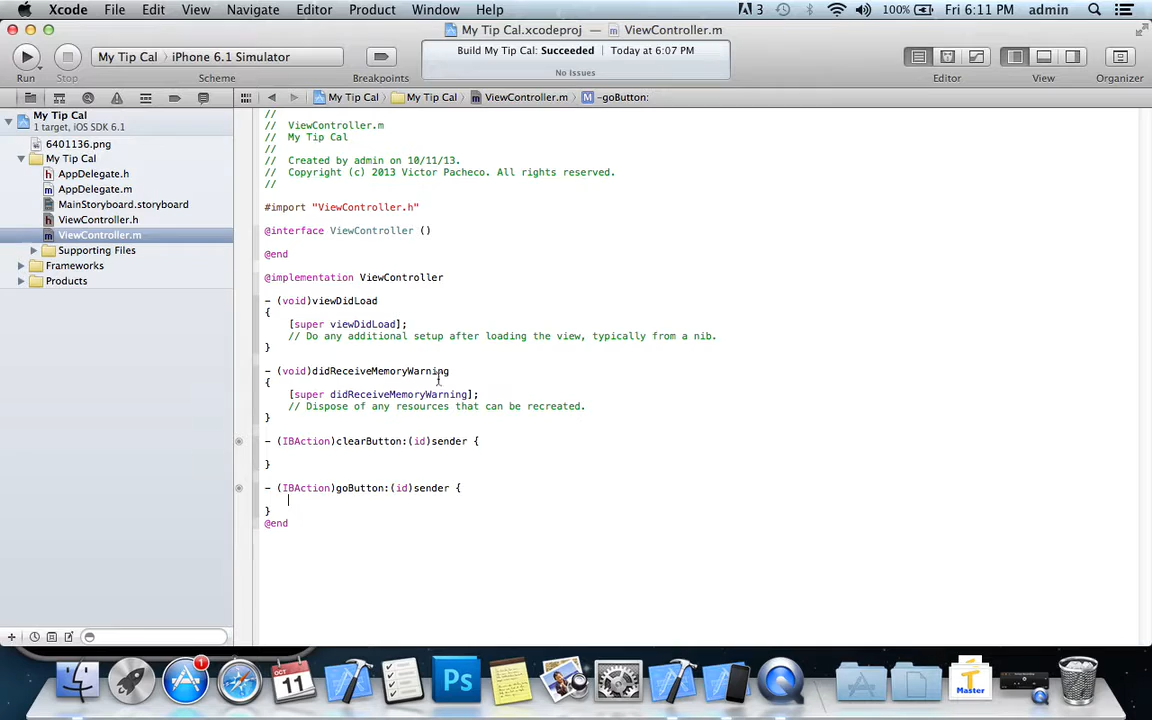 Xcode File Edit View Navigate Editor Product Window Help 3 100% Fri 6:11 PM admin
My Tip Cal.xcodeproj — ViewController.m
My Tip Cal iPhone 6.1 Simulator
Build My Tip Cal: Succeeded Today at 6:07 PM
No Issues
Run Stop Scheme Breakpoints Editor View Organizer
My Tip Cal My Tip Cal ViewController.m M -goButton:
My Tip Cal
1 target, iOS SDK 6.1
6401136.png
My Tip Cal
h AppDelegate.h
m AppDelegate.m
MainStoryboard.storyboard
h ViewController.h
m ViewController.m
Supporting Files
Frameworks
Products
//
// ViewController.m
// My Tip Cal
//
// Created by admin on 10/11/13.
// Copyright (c) 2013 Victor Pacheco. All rights reserved.
//
#import "ViewController.h"
@interface ViewController ()
@end
@implementation ViewController
- (void)viewDidLoad
{
[super viewDidLoad];
// Do any additional setup after loading the view, typically from a nib.
}
- (void)didReceiveMemoryWarning
{
[super didReceiveMemoryWarning];
// Dispose of any resources that can be recreated.
}
- (IBAction)clearButton:(id)sender {
}
- (IBAction)goButton:(id)sender {
}
@end
1
OCT
11
Ps
T
Master